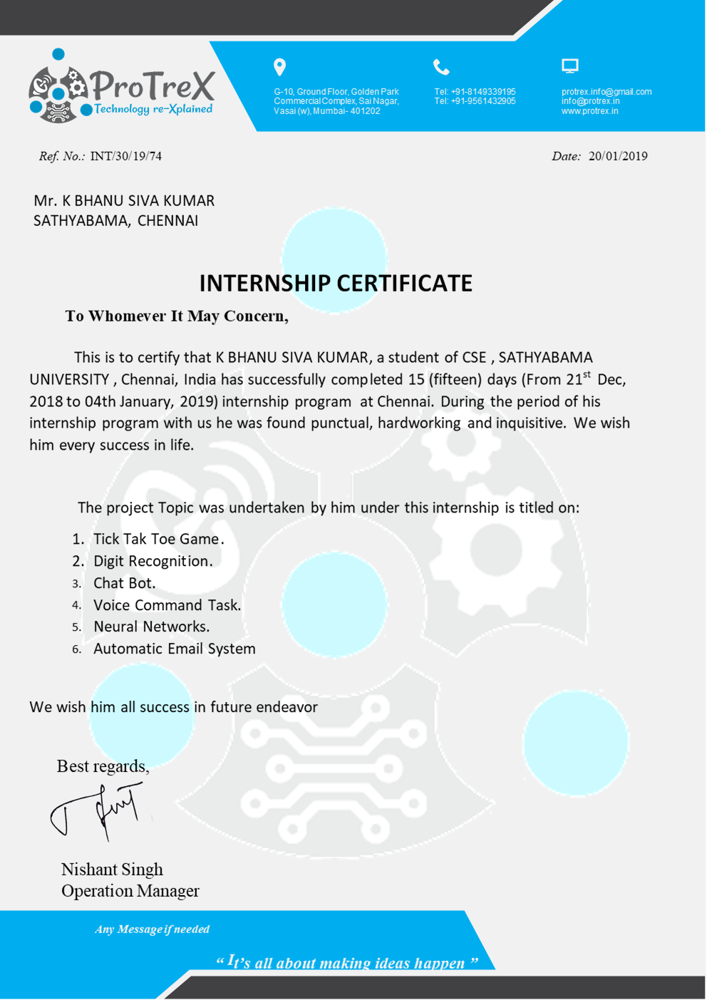 ProTreX
Technology re-Xplained
G-10, Ground Floor, Golden Park
Commercial Complex, Sai Nagar,
Vasai (w), Mumbai- 401202
Tel: +91-8149339195
Tel: +91-9561432905
protrex.info@gmail.com
info@protrex.in
www.protrex.in
Ref. No.: INT/30/19/74
Date: 20/01/2019
Mr. K BHANU SIVA KUMAR
SATHYABAMA, CHENNAI
INTERNSHIP CERTIFICATE
To Whomever It May Concern,
This is to certify that K BHANU SIVA KUMAR, a student of CSE , SATHYABAMA
UNIVERSITY , Chennai, India has successfully completed 15 (fifteen) days (From 21st Dec,
2018 to 04th January, 2019) internship program at Chennai. During the period of his
internship program with us he was found punctual, hardworking and inquisitive. We wish
him every success in life.
The project Topic was undertaken by him under this internship is titled on:
1. Tick Tak Toe Game.
2. Digit Recognition.
3. Chat Bot.
4. Voice Command Task.
5. Neural Networks.
6. Automatic Email System
We wish him all success in future endeavor
Best regards,
Nishant Singh
Operation Manager
Any Message if needed
“ It’s all about making ideas happen ”